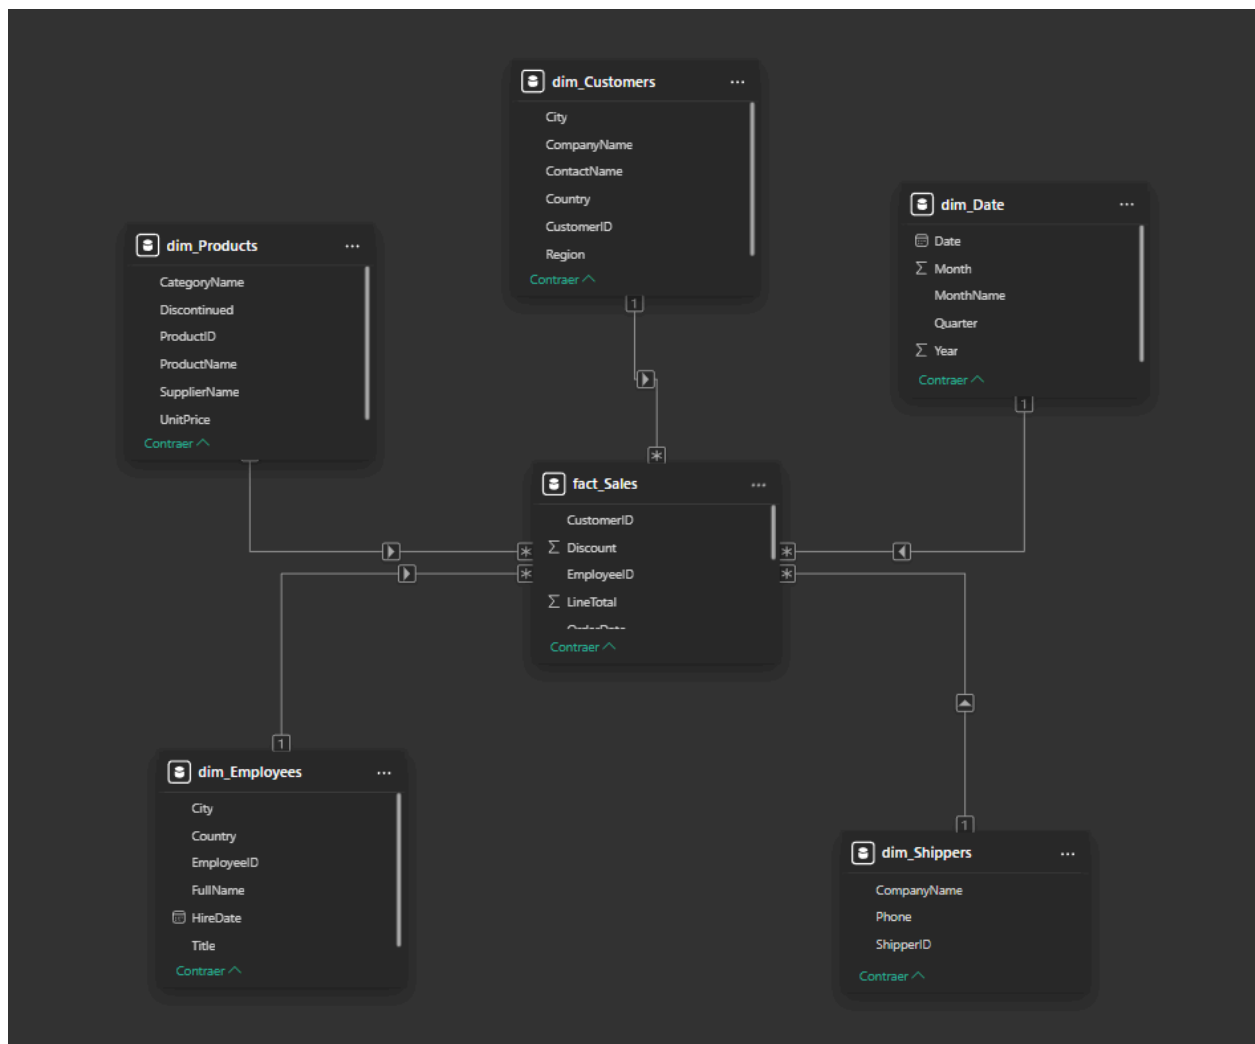 dim_Customers
City
CompanyName
ContactName
Country
CustomerID
Region
Contraer
1
dim_Date
Date
Month
MonthName
Quarter
Year
Contraer
1
dim_Products
CategoryName
Discontinued
ProductID
ProductName
SupplierName
UnitPrice
Contraer
*
fact_Sales
CustomerID
Discount
EmployeeID
LineTotal
OrderDate
Contraer
*
*
*
*
1
dim_Employees
City
Country
EmployeeID
FullName
HireDate
Title
Contraer
1
dim_Shippers
CompanyName
Phone
ShipperID
Contraer